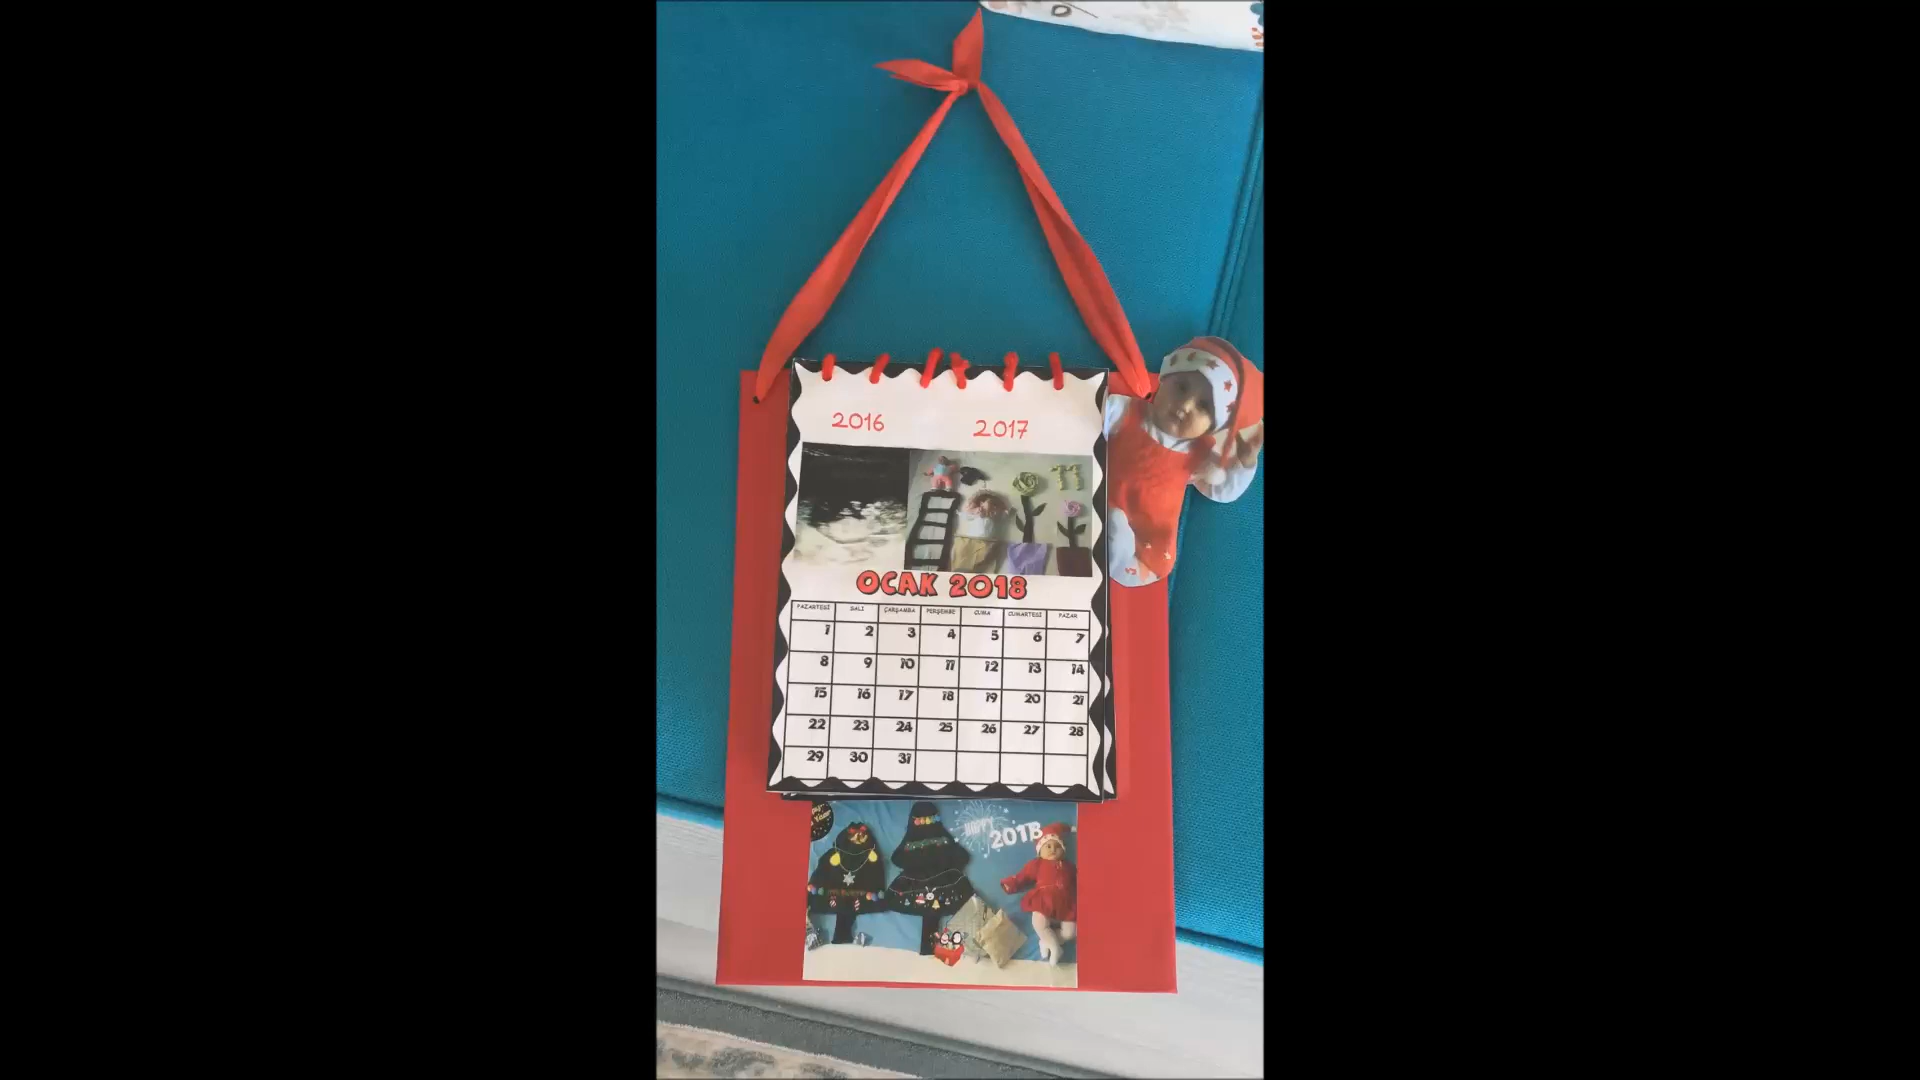 2016 2017
11
OCAK 2018
PAZARTESİ SALI ÇARŞAMBA PERŞEMBE CUMA CUMARTESİ PAZAR
1 2 3 4 5 6 7
8 9 10 11 12 13 14
15 16 17 18 19 20 21
22 23 24 25 26 27 28
29 30 31
HAPPY
2018